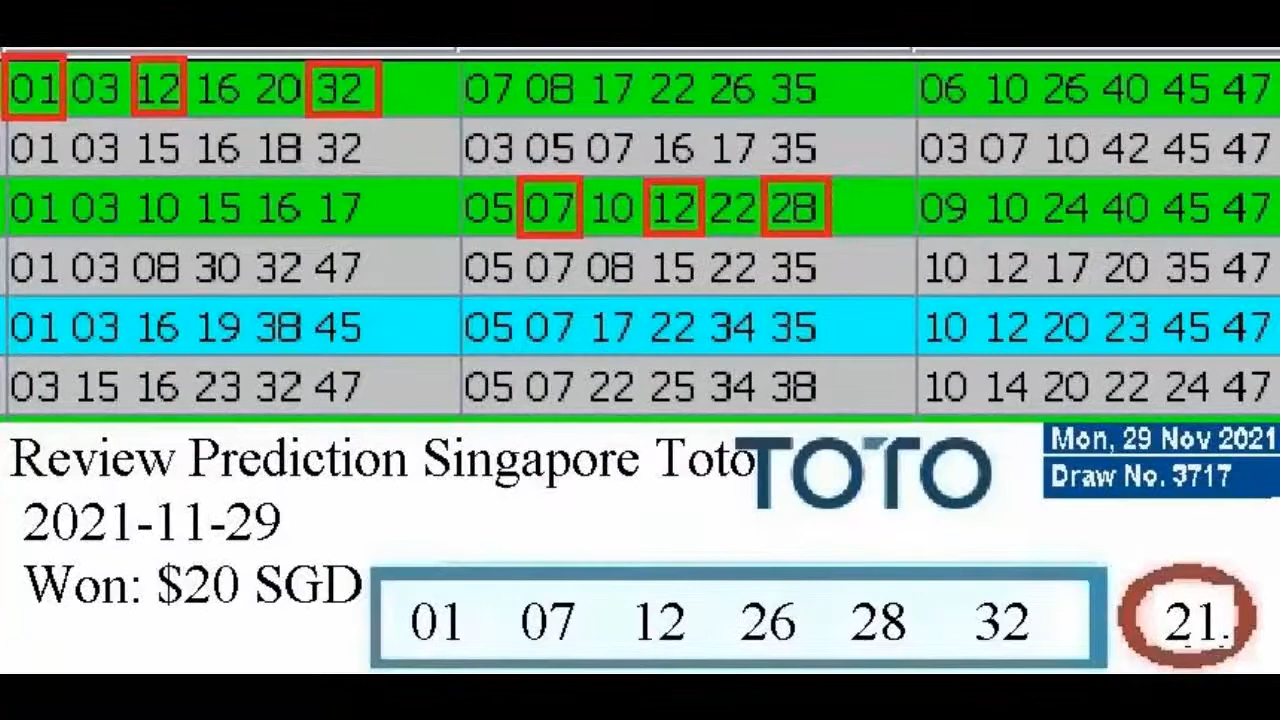 01 03 12 16 20 32 07 08 17 22 26 35 06 10 26 40 45 47
01 03 15 16 18 32 03 05 07 16 17 35 03 07 10 42 45 47
01 03 10 15 16 17 05 07 10 12 22 28 09 10 24 40 45 47
01 03 08 30 32 47 05 07 08 15 22 35 10 12 17 20 35 47
01 03 16 19 38 45 05 07 17 22 34 35 10 12 20 23 45 47
03 15 16 23 32 47 05 07 22 25 34 38 10 14 20 22 24 47
Review Prediction Singapore Toto
TOTO
Mon, 29 Nov 2021
Draw No. 3717
2021-11-29
Won: $20 SGD
01 07 12 26 28 32 21.